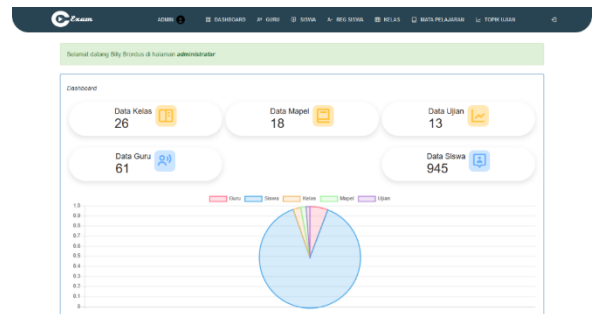 C-Exam
ADMIN DASHBOARD GURU SISWA REG SISWA KELAS MATA PELAJARAN TOPIK UJIAN
Selamat datang Billy Brondus di halaman administrator
Dashboard
Data Kelas
26
Data Mapel
18
Data Ujian
13
Data Guru
61
Data Siswa
945
Guru Siswa Kelas Mapel Ujian
1.0
0.9
0.8
0.7
0.6
0.5
0.4
0.3
0.2
0.1
0